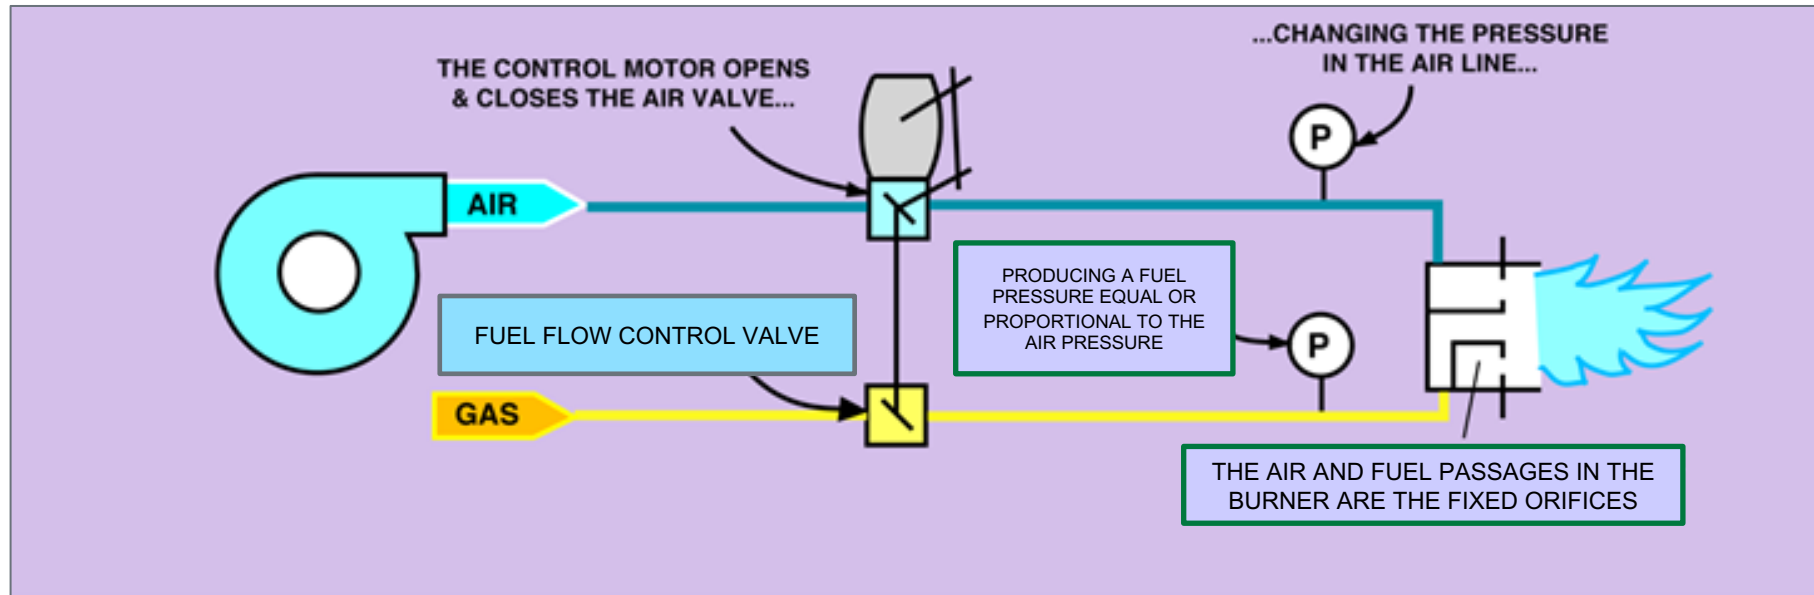 ...CHANGING THE PRESSURE
IN THE AIR LINE...
THE CONTROL MOTOR OPENS
& CLOSES THE AIR VALVE...
P
AIR
PRODUCING A FUEL
PRESSURE EQUAL OR
PROPORTIONAL TO THE
AIR PRESSURE
FUEL FLOW CONTROL VALVE
P
GAS
THE AIR AND FUEL PASSAGES IN THE
BURNER ARE THE FIXED ORIFICES